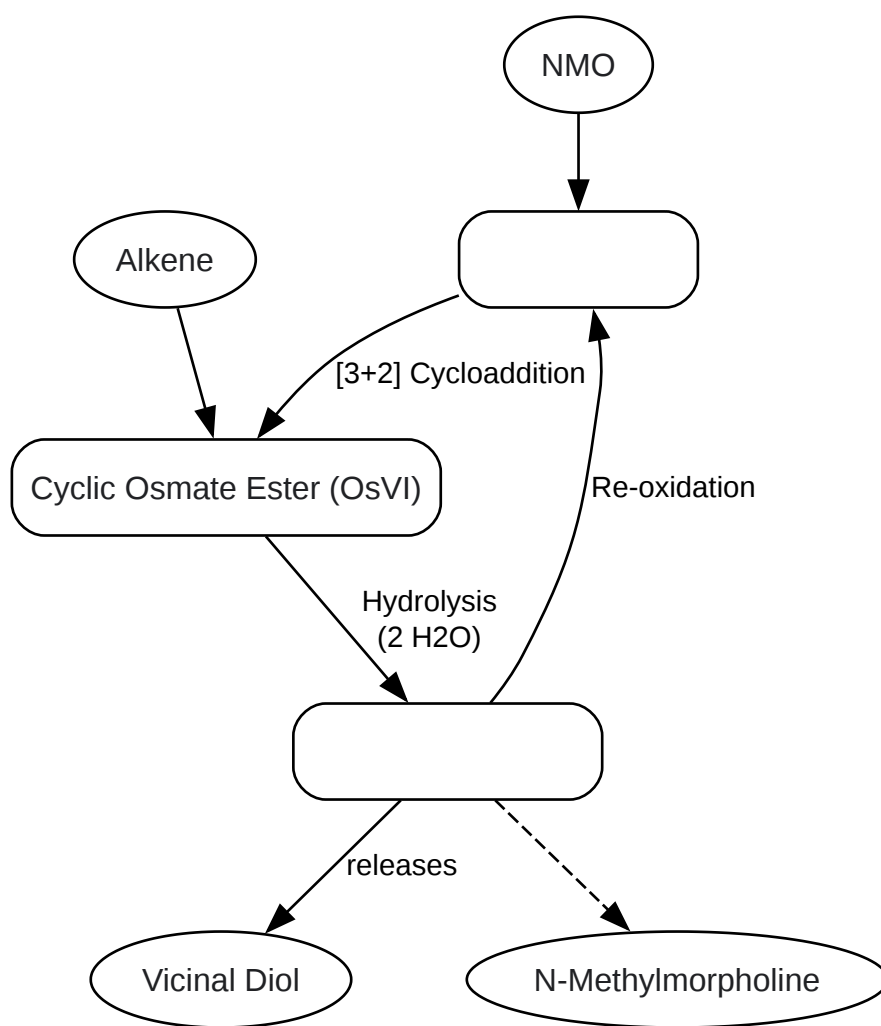 NMO
Alkene
[3+2] Cycloaddition
Cyclic Osmate Ester (OsVI)
Re-oxidation
Hydrolysis
(2 H2O)
releases
Vicinal Diol
N-Methylmorpholine